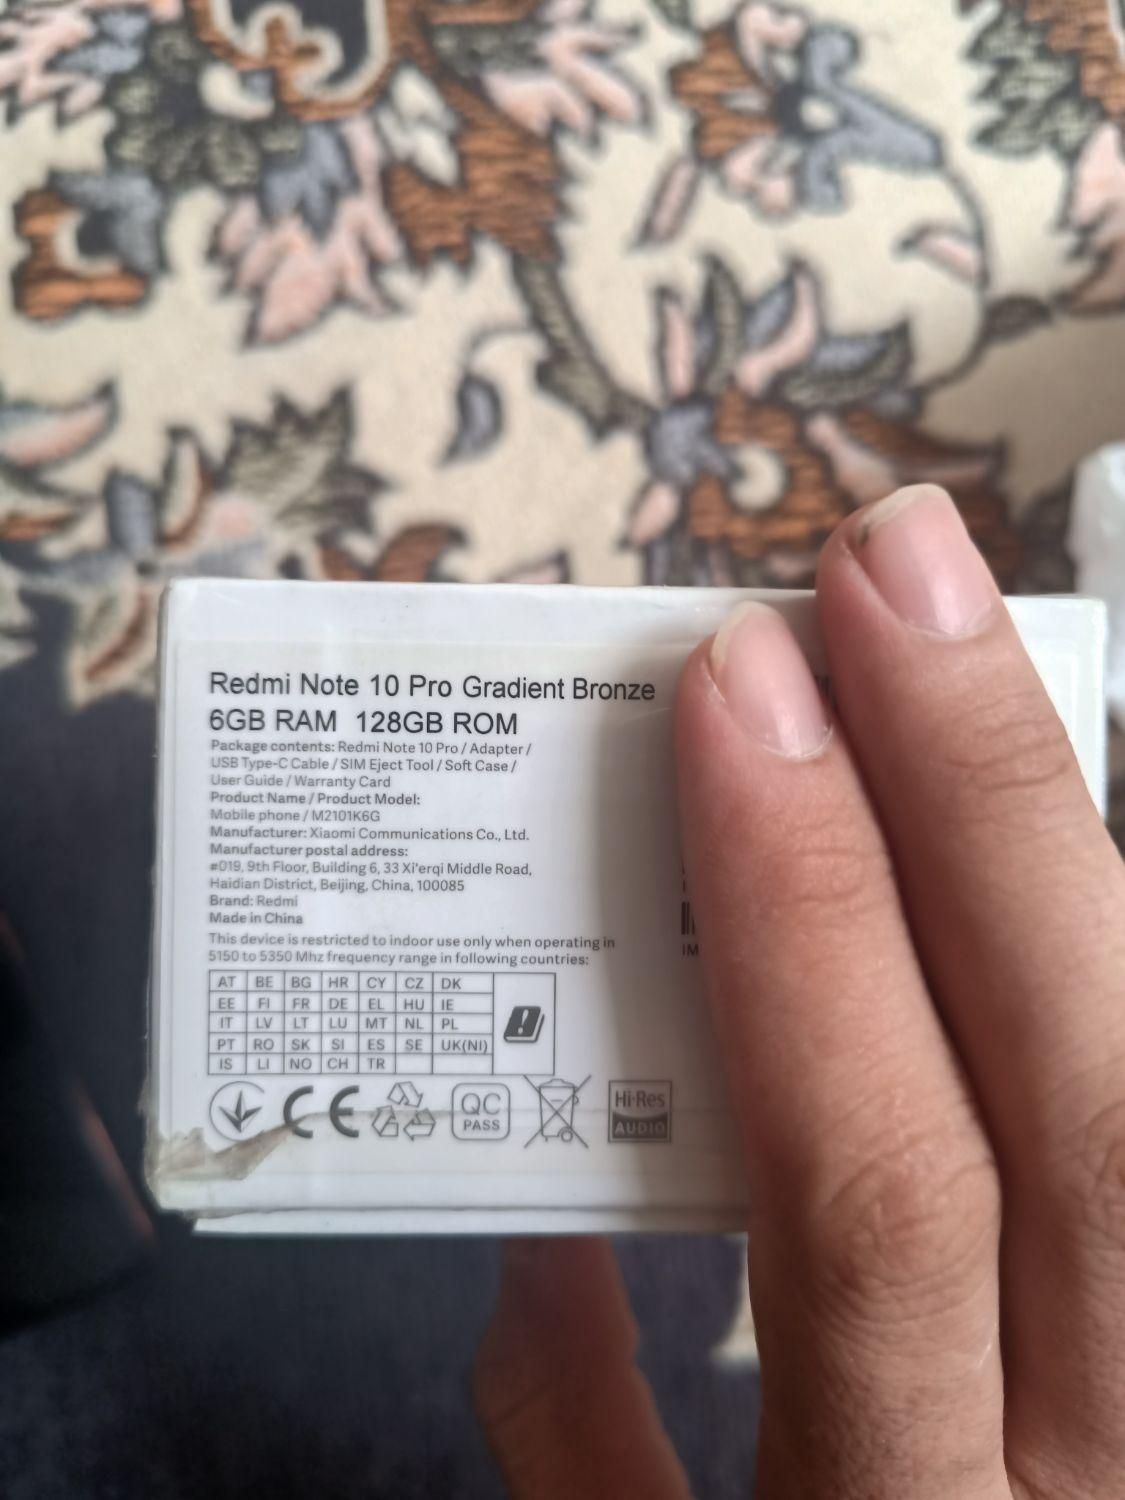 Redmi Note 10 Pro Gradient Bronze
6GB RAM 128GB ROM
Package contents: Redmi Note 10 Pro / Adapter /
USB Type-C Cable / SIM Eject Tool / Soft Case /
User Guide / Warranty Card
Product Name / Product Model:
Mobile phone / M2101K6G
Manufacturer: Xiaomi Communications Co., Ltd.
Manufacturer postal address:
#019, 9th Floor, Building 6, 33 Xi'erqi Middle Road,
Haidian District, Beijing, China, 100085
Brand: Redmi
Made in China
This device is restricted to indoor use only when operating in
5150 to 5350 Mhz frequency range in following countries:
AT BE BG HR CY CZ DK
EE FI FR DE EL HU IE
IT LV LT LU MT NL PL
PT RO SK SI ES SE UK(NI)
IS LI NO CH TR
CE
QC
PASS
Hi-Res
AUDIO
IM